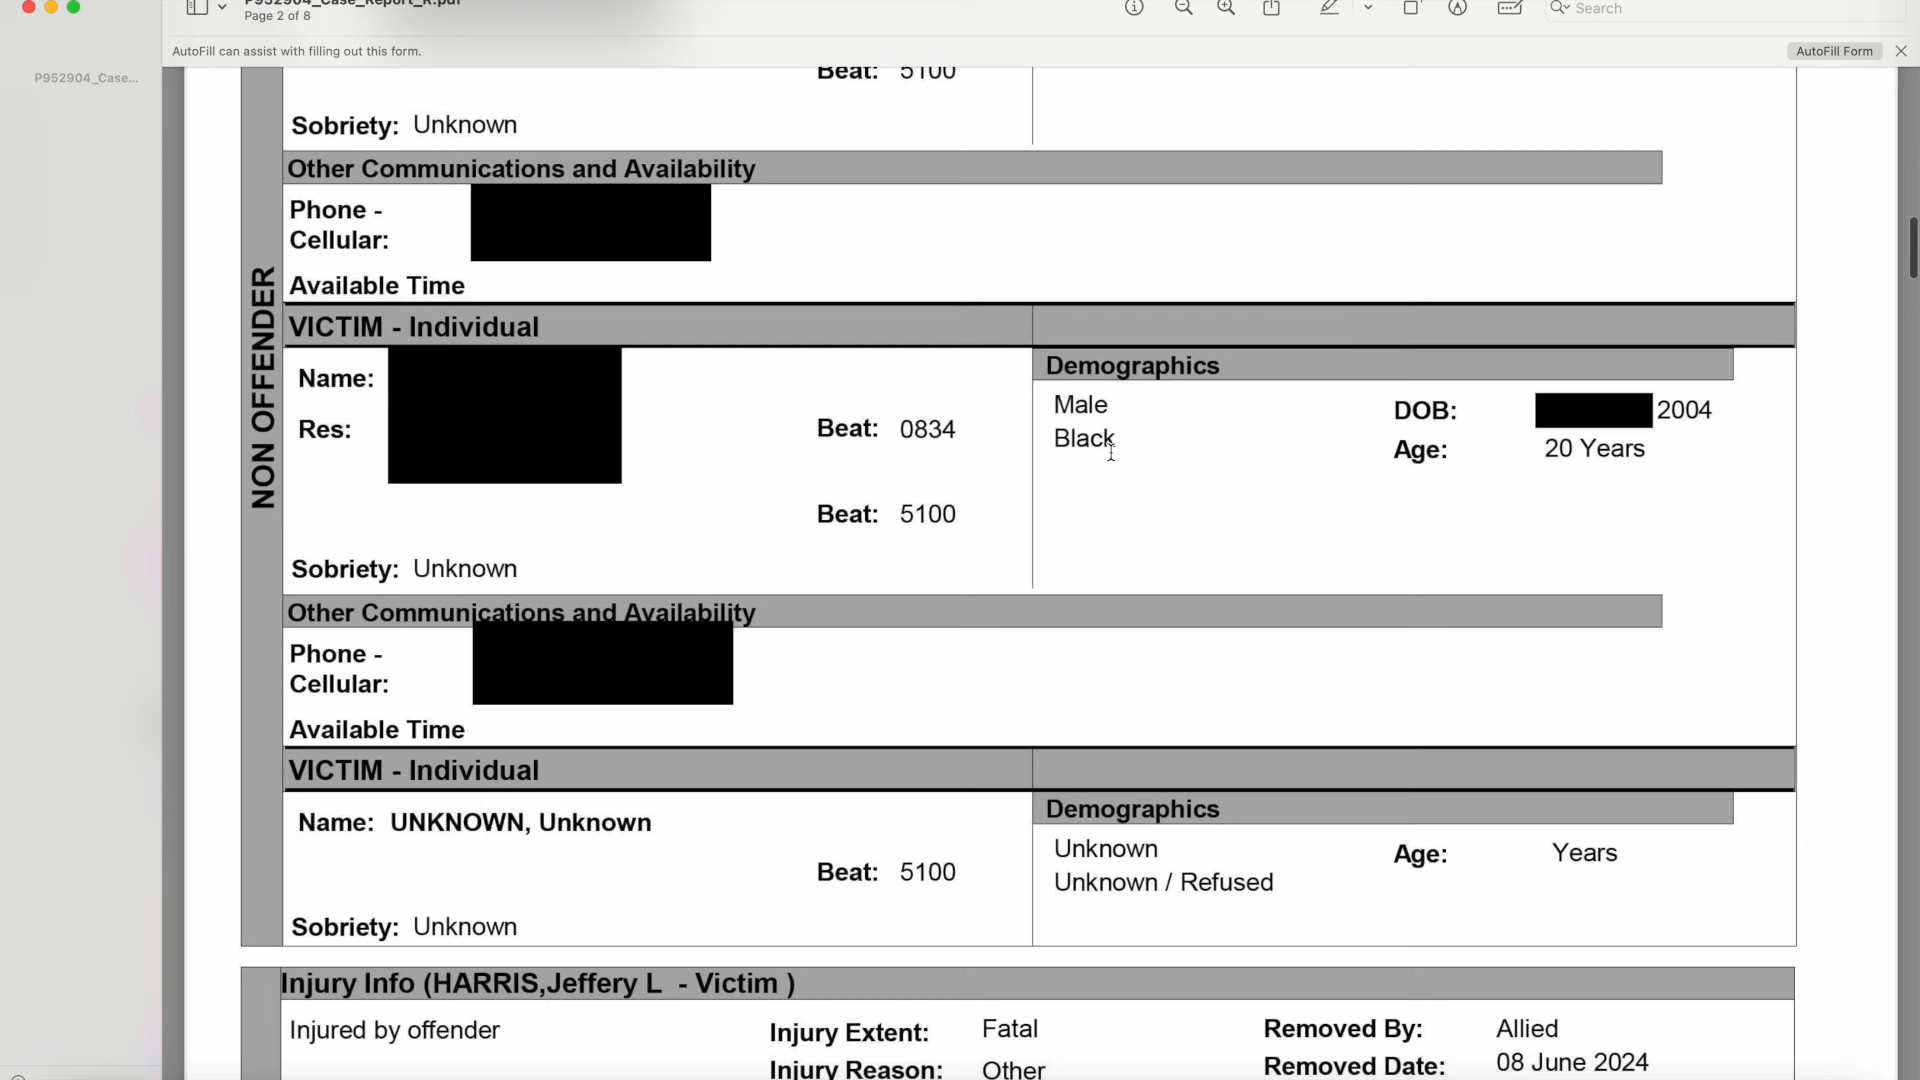 P952904_Case_Report_R.pdf
Page 2 of 8
Search
AutoFill can assist with filling out this form.
AutoFill Form
P952904_Case...
Beat: 5100
Sobriety: Unknown
Other Communications and Availability
Phone -
Cellular:
Available Time
NON OFFENDER
VICTIM - Individual
Name:
Res:
Beat: 0834
Beat: 5100
Sobriety: Unknown
Demographics
Male
Black
DOB: 2004
Age: 20 Years
Other Communications and Availability
Phone -
Cellular:
Available Time
VICTIM - Individual
Name: UNKNOWN, Unknown
Beat: 5100
Sobriety: Unknown
Demographics
Unknown
Unknown / Refused
Age: Years
Injury Info (HARRIS,Jeffery L - Victim )
Injured by offender
Injury Extent: Fatal
Removed By: Allied
Injury Reason: Other
Removed Date: 08 June 2024